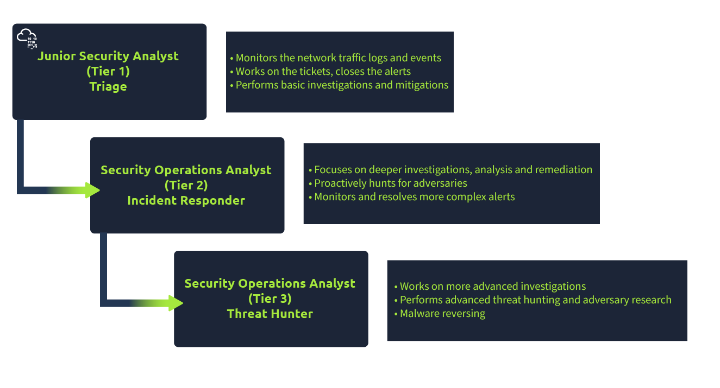 Junior Security Analyst
(Tier 1)
Triage
• Monitors the network traffic logs and events
• Works on the tickets, closes the alerts
• Performs basic investigations and mitigations
Security Operations Analyst
(Tier 2)
Incident Responder
• Focuses on deeper investigations, analysis and remediation
• Proactively hunts for adversaries
• Monitors and resolves more complex alerts
Security Operations Analyst
(Tier 3)
Threat Hunter
• Works on more advanced investigations
• Performs advanced threat hunting and adversary research
• Malware reversing